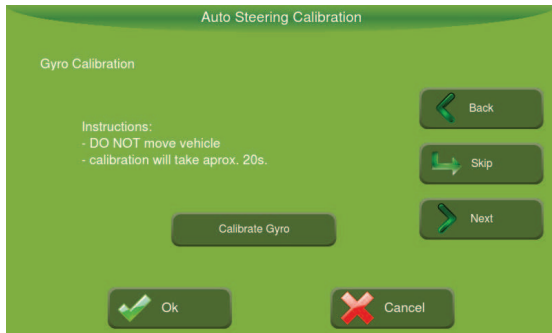 Auto Steering Calibration
Gyro Calibration
Back
Instructions:
- DO NOT move vehicle
- calibration will take aprox. 20s.
Skip
Next
Calibrate Gyro
Ok
Cancel